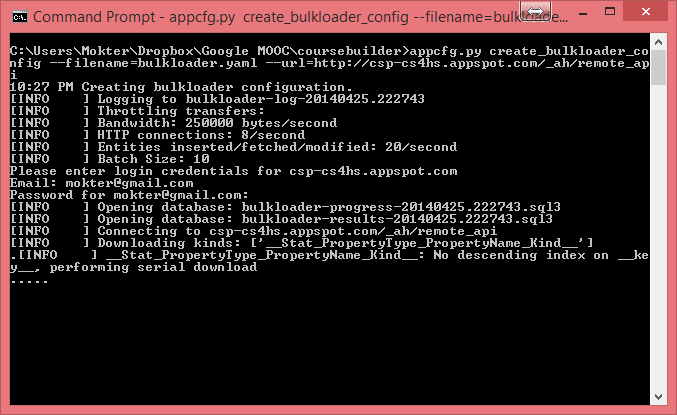 Command Prompt - appcfg.py create_bulkloader_config --filename=bulkloade...
C:\Users\Mokter\Dropbox\Google MOOC\coursebuilder>appcfg.py create_bulkloader_co
nfig --filename=bulkloader.yaml --url=http://csp-cs4hs.appspot.com/_ah/remote_ap
i
10:27 PM Creating bulkloader configuration.
[INFO    ] Logging to bulkloader-log-20140425.222743
[INFO    ] Throttling transfers:
[INFO    ] Bandwidth: 250000 bytes/second
[INFO    ] HTTP connections: 8/second
[INFO    ] Entities inserted/fetched/modified: 20/second
[INFO    ] Batch Size: 10
Please enter login credentials for csp-cs4hs.appspot.com
Email: mokter@gmail.com
Password for mokter@gmail.com:
[INFO    ] Opening database: bulkloader-progress-20140425.222743.sql3
[INFO    ] Opening database: bulkloader-results-20140425.222743.sql3
[INFO    ] Connecting to csp-cs4hs.appspot.com/_ah/remote_api
[INFO    ] Downloading kinds: ['__Stat_PropertyType_PropertyName_Kind__']
.[INFO    ] __Stat_PropertyType_PropertyName_Kind__: No descending index on __ke
y__, performing serial download
.....